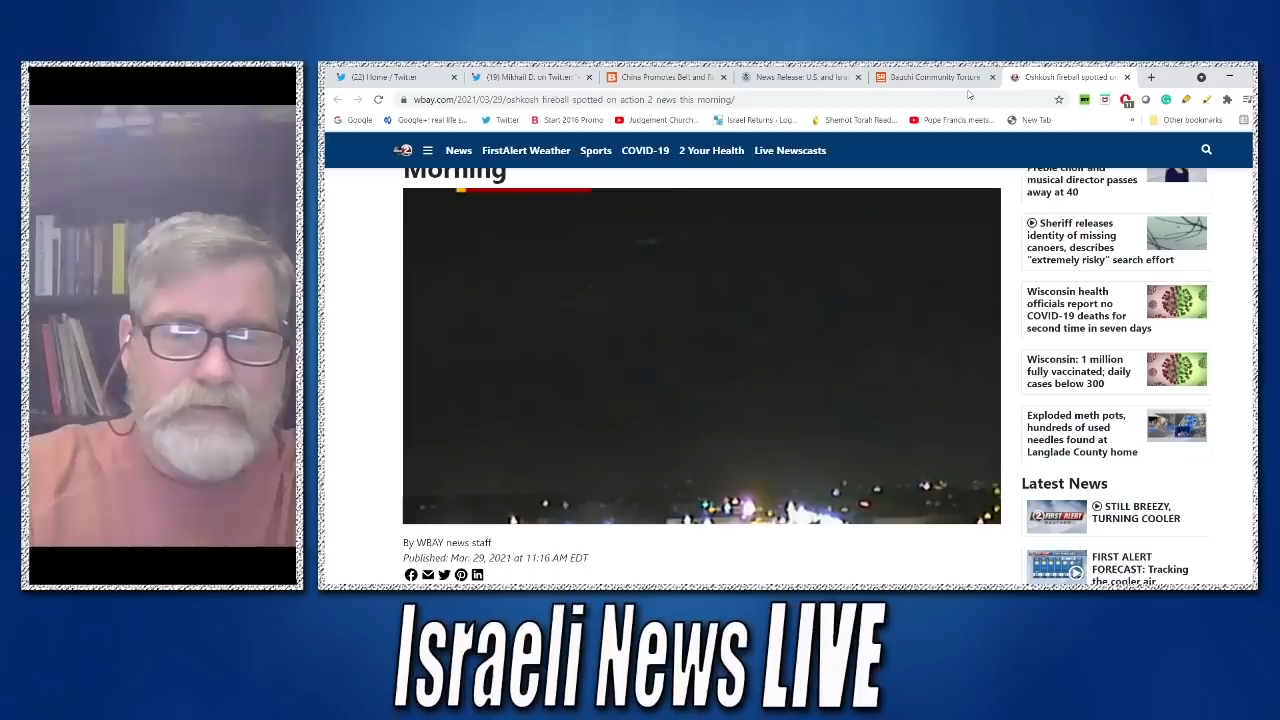 (22) Home / Twitter
(19) Mikhail D. on Twitter: "
China Promotes Belt and R
News Release: U.S. and Isra
Bauchi Community Torture
Oshkosh fireball spotted on
wbay.com/2021/03/29/oshkosh-fireball-spotted-on-action-2-news-this-morning/
Google
Google+ real life s...
Twitter
Start 2016 Promo
Judgement Church...
Israel Returns - Log...
Shemot Torah Read...
Pope Francis meets...
New Tab
»
Other bookmarks
2
News
FirstAlert Weather
Sports
COVID-19
2 Your Health
Live Newscasts
Morning
By WBAY news staff
Published: Mar. 29, 2021 at 11:16 AM EDT
Preble choir and
musical director passes
away at 40
Sheriff releases
identity of missing
canoers, describes
"extremely risky" search effort
Wisconsin health
officials report no
COVID-19 deaths for
second time in seven days
Wisconsin: 1 million
fully vaccinated; daily
cases below 300
Exploded meth pots,
hundreds of used
needles found at
Langlade County home
Latest News
2 FIRST ALERT
STILL BREEZY,
TURNING COOLER
FIRST ALERT
FORECAST: Tracking
the cooler air
Israeli News LIVE